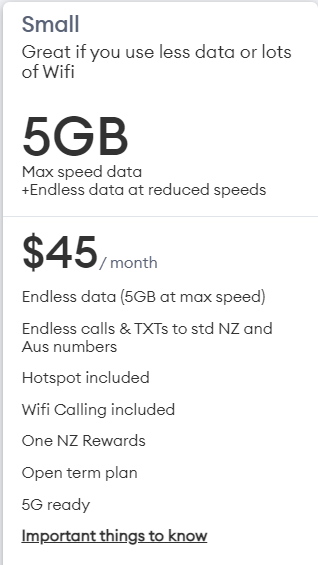 Small
Great if you use less data or lots
of Wifi
5GB
Max speed data
+Endless data at reduced speeds
$45/ month
Endless data (5GB at max speed)
Endless calls & TXTs to std NZ and
Aus numbers
Hotspot included
Wifi Calling included
One NZ Rewards
Open term plan
5G ready
Important things to know